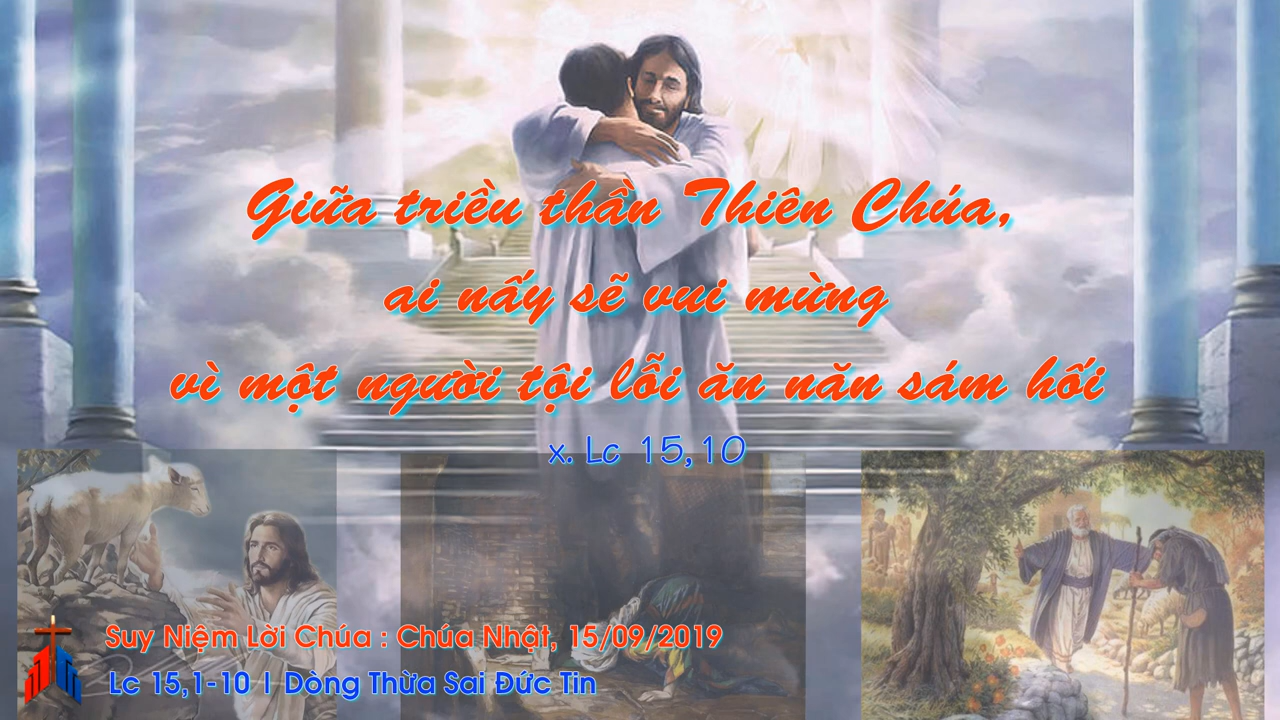 Giữa triều thần Thiên Chúa,
ai nấy sẽ vui mừng
vì một người tội lỗi ăn năn sám hối
x. Lc 15,10
Suy Niệm Lời Chúa : Chúa Nhật, 15/09/2019
Lc 15,1-10 I Dòng Thừa Sai Đức Tin